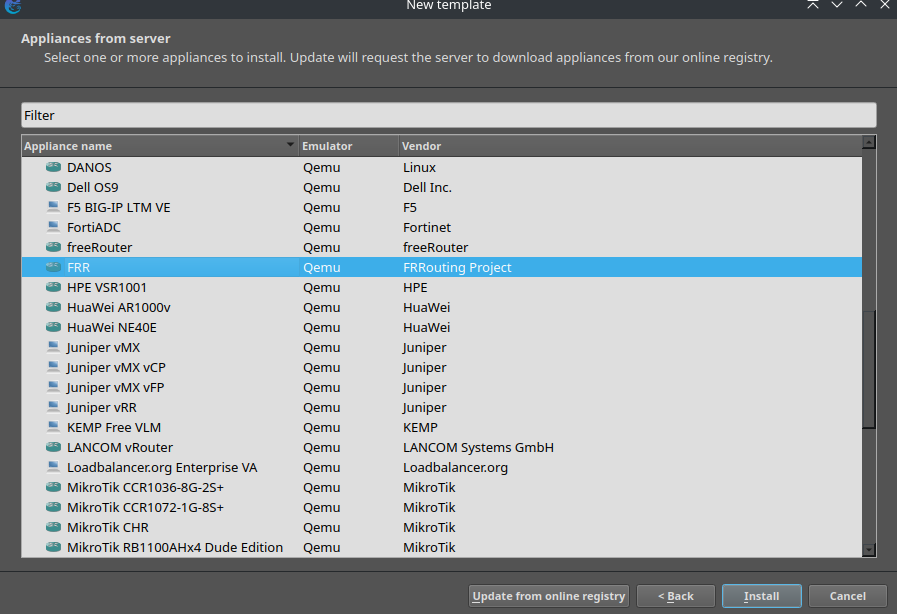 New template
Appliances from server
Select one or more appliances to install. Update will request the server to download appliances from our online registry.
Filter
Appliance name Emulator Vendor
DANOS Qemu Linux
Dell OS9 Qemu Dell Inc.
F5 BIG-IP LTM VE Qemu F5
FortiADC Qemu Fortinet
freeRouter Qemu freeRouter
FRR Qemu FRRouting Project
HPE VSR1001 Qemu HPE
HuaWei AR1000v Qemu HuaWei
HuaWei NE40E Qemu HuaWei
Juniper vMX Qemu Juniper
Juniper vMX vCP Qemu Juniper
Juniper vMX vFP Qemu Juniper
Juniper vRR Qemu Juniper
KEMP Free VLM Qemu KEMP
LANCOM vRouter Qemu LANCOM Systems GmbH
Loadbalancer.org Enterprise VA Qemu Loadbalancer.org
MikroTik CCR1036-8G-2S+ Qemu MikroTik
MikroTik CCR1072-1G-8S+ Qemu MikroTik
MikroTik CHR Qemu MikroTik
MikroTik RB1100AHx4 Dude Edition Qemu MikroTik
Update from online registry < Back Install Cancel